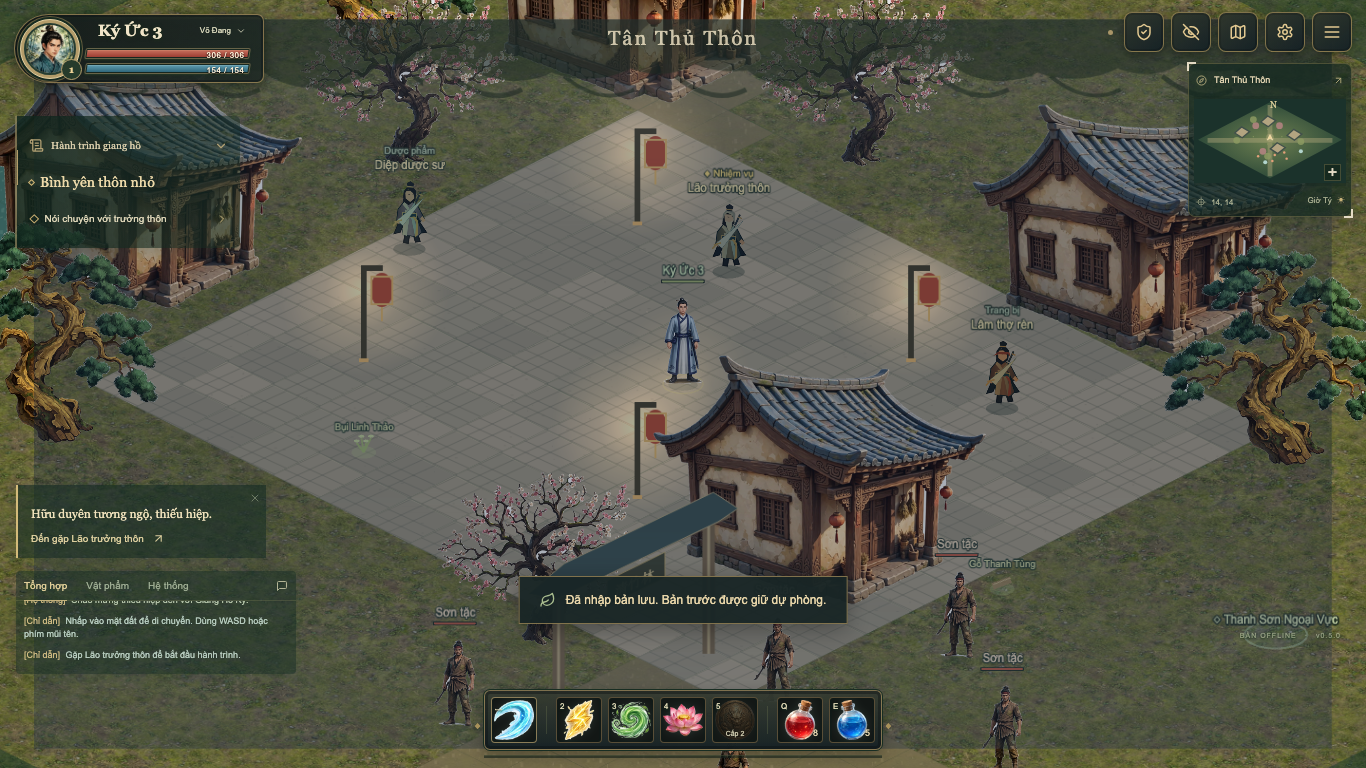 Ký Ức 3
Võ Đang
306 / 306
154 / 154
1
Tân Thủ Thôn
Tân Thủ Thôn
N
14, 14
Giờ Tý
Hành trình giang hồ
Bình yên thôn nhỏ
Nói chuyện với trưởng thôn
Dược phẩm
Diệp dược sư
Nhiệm vụ
Lão trưởng thôn
Ký Ức 3
Trang bị
Lâm thợ rèn
Bụi Linh Thảo
Hữu duyên tương ngộ, thiếu hiệp.
Đến gặp Lão trưởng thôn
Tổng hợp
Vật phẩm
Hệ thống
[Chỉ dẫn] Nhấp vào mặt đất để di chuyển. Dùng WASD hoặc
phím mũi tên.
[Chỉ dẫn] Gặp Lão trưởng thôn để bắt đầu hành trình.
Sơn tặc
Gỗ Thanh Tùng
Đã nhập bản lưu. Bản trước được giữ dự phòng.
Sơn tặc
Sơn tặc
Thanh Sơn Ngoại Vực
BẢN OFFLINE
v0.5.0
2
3
4
5
Cấp 2
Q
8
E
5